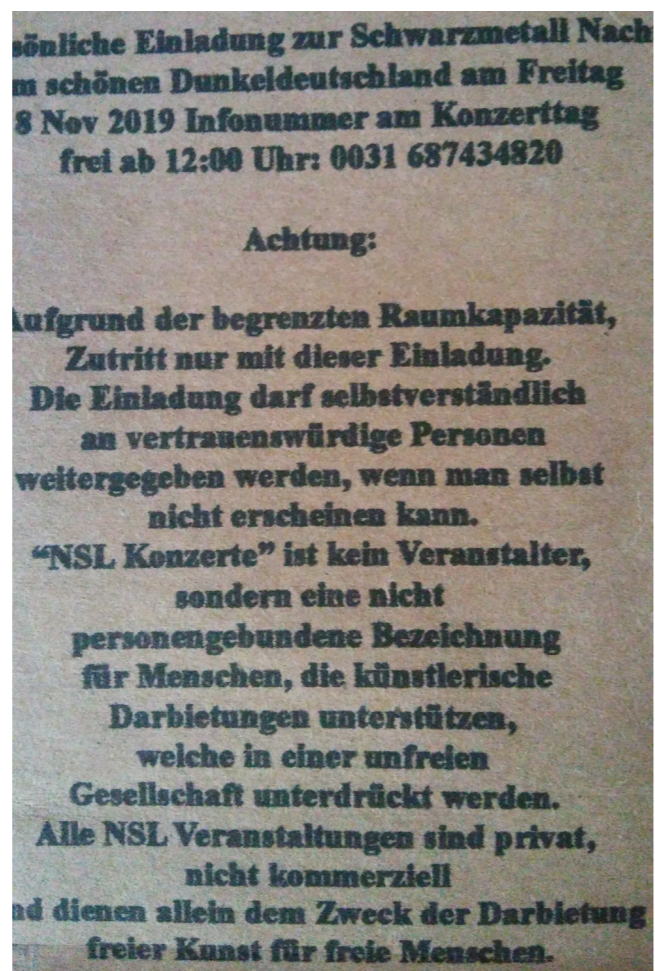 sönliche Einladung zur Schwarzmetall Nach
m schönen Dunkeldeutschland am Freitag
8 Nov 2019 Infonummer am Konzerttag
frei ab 12:00 Uhr: 0031 687434820
Achtung:
Aufgrund der begrenzten Raumkapazität,
Zutritt nur mit dieser Einladung.
Die Einladung darf selbstverständlich
an vertrauenswürdige Personen
weitergegeben werden, wenn man selbst
nicht erscheinen kann.
“NSL Konzerte” ist kein Veranstalter,
sondern eine nicht
personengebundene Bezeichnung
für Menschen, die künstlerische
Darbietungen unterstützen,
welche in einer unfreien
Gesellschaft unterdrückt werden.
Alle NSL Veranstaltungen sind privat,
nicht kommerziell
nd dienen allein dem Zweck der Darbietung
freier Kunst für freie Menschen.